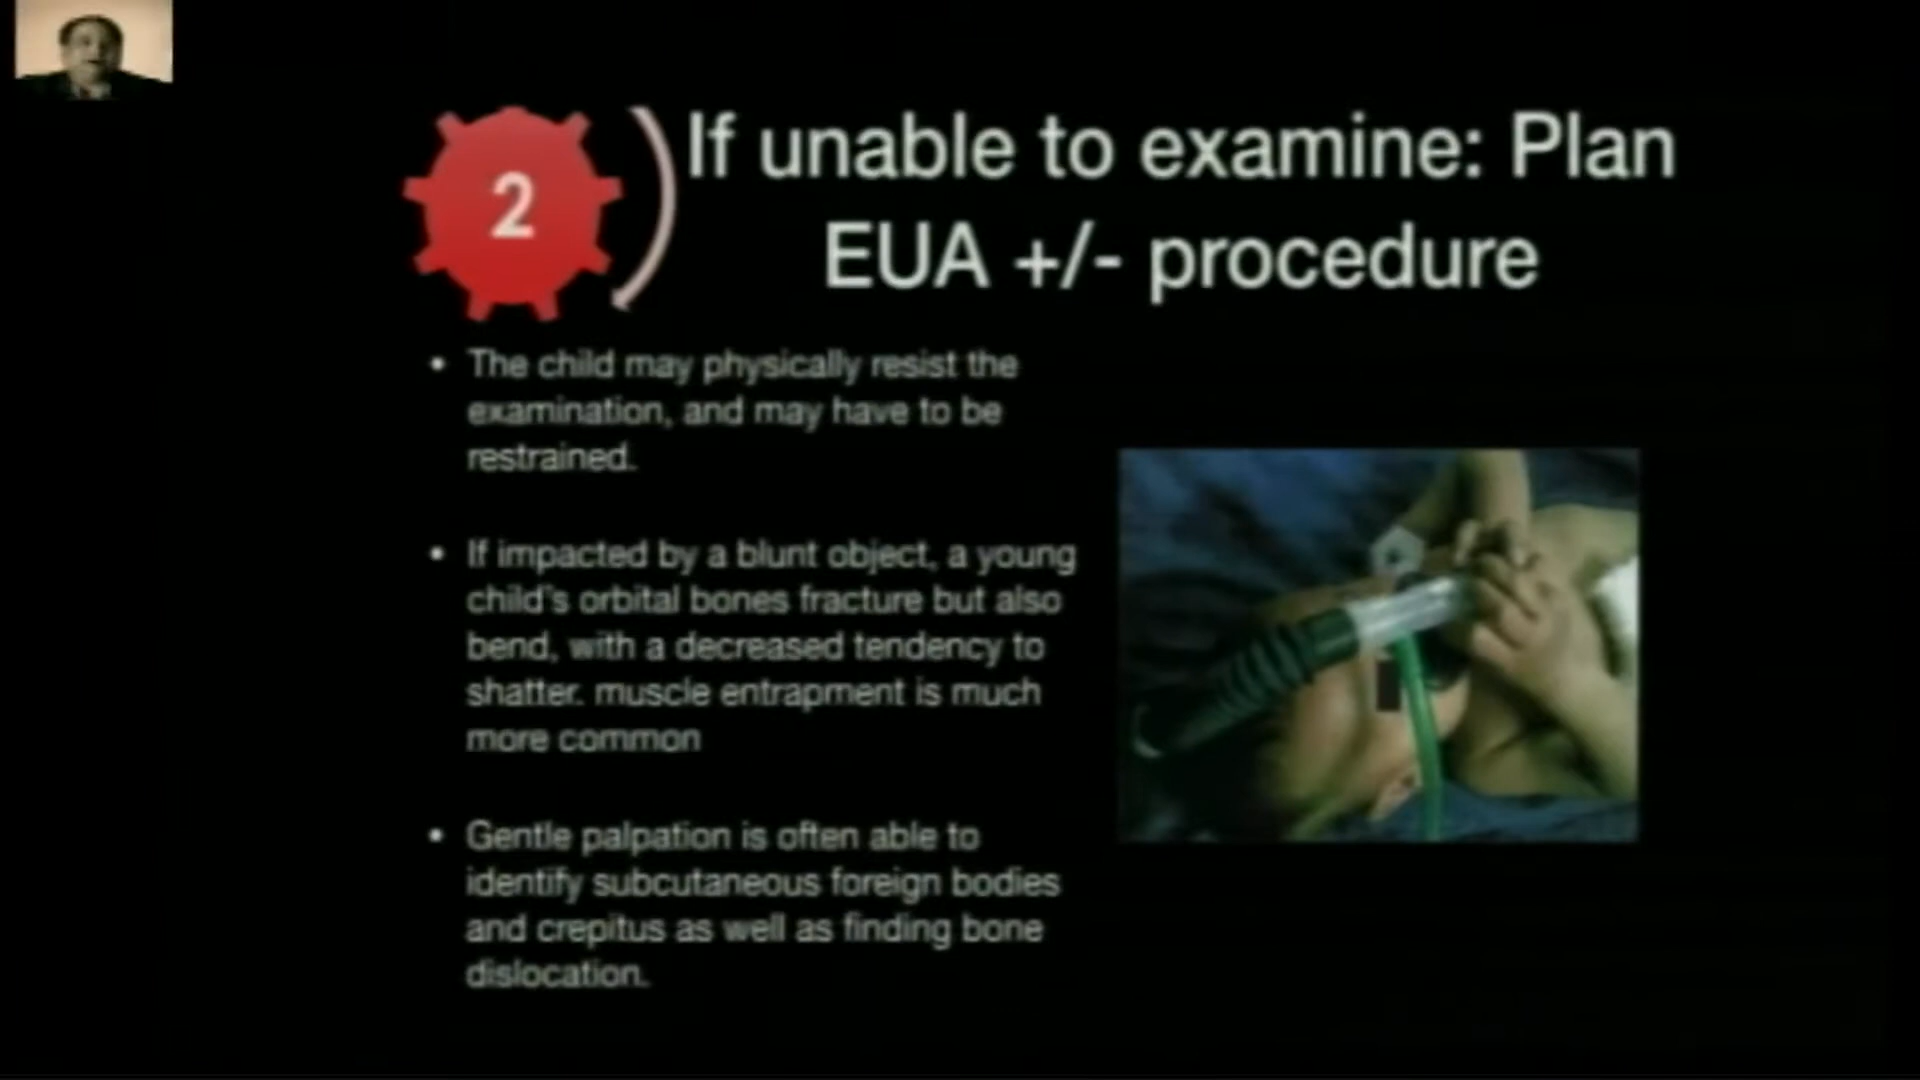 2
If unable to examine: Plan
EUA +/- procedure
• The child may physically resist the
examination, and may have to be
restrained.
• If impacted by a blunt object, a young
child's orbital bones fracture but also
bend, with a decreased tendency to
shatter. muscle entrapment is much
more common
• Gentle palpation is often able to
identify subcutaneous foreign bodies
and crepitus as well as finding bone
dislocation.